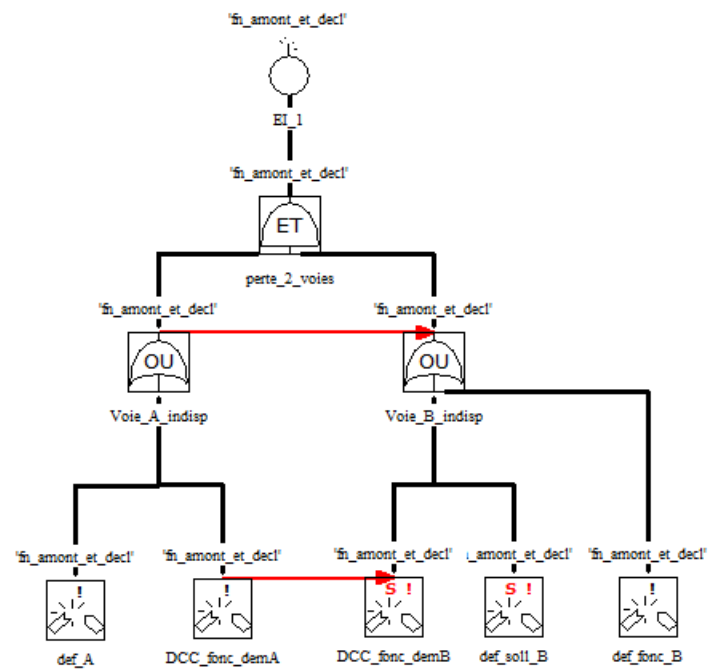 'fn_amont_et_decl'
EI_1
'fn_amont_et_decl'
ET
perte_2_voies
'fn_amont_et_decl' 'fn_amont_et_decl'
OU OU
Voie_A_indisp Voie_B_indisp
'fn_amont_et_decl' 'fn_amont_et_decl' 'fn_amont_et_decl' _amont_et_decl' 'fn_amont_et_decl'
! ! S ! S ! !
def_A DCC_fonc_demA DCC_fonc_demB def_soll_B def_fonc_B